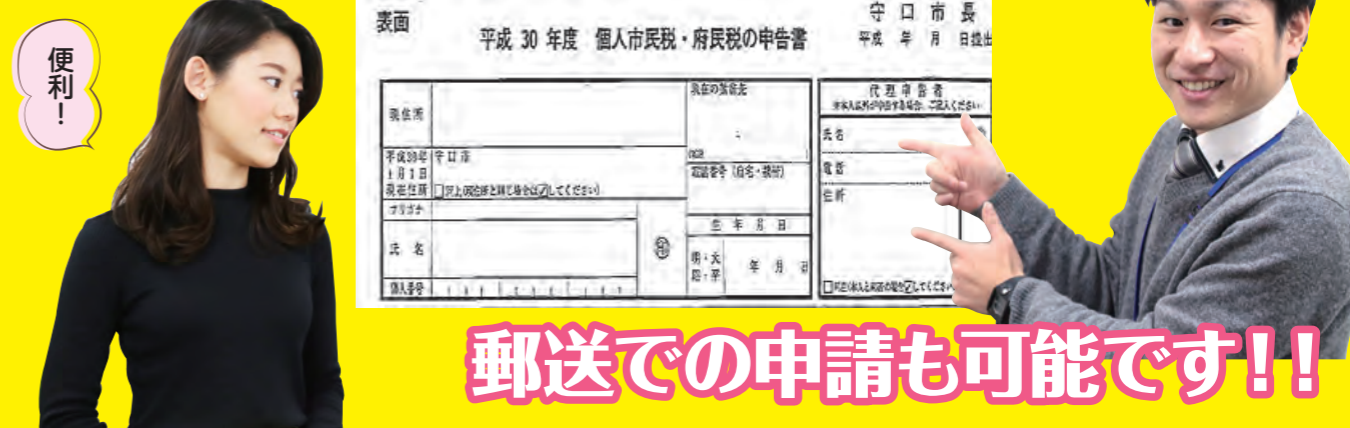 便利！
表面
守口市長
平成 30 年度 個人市民税・府民税の申告書
平成 年 月 日提出
現住所
現在の連絡先
代理申告者
氏名
平成30年
1月1日
現在住所
守口市
電話番号（自宅・携帯）
電話
住所
フリガナ
氏 名
印
生 年 月 日
明・大
昭・平
年 月 日
個人番号
郵送での申請も可能です!!